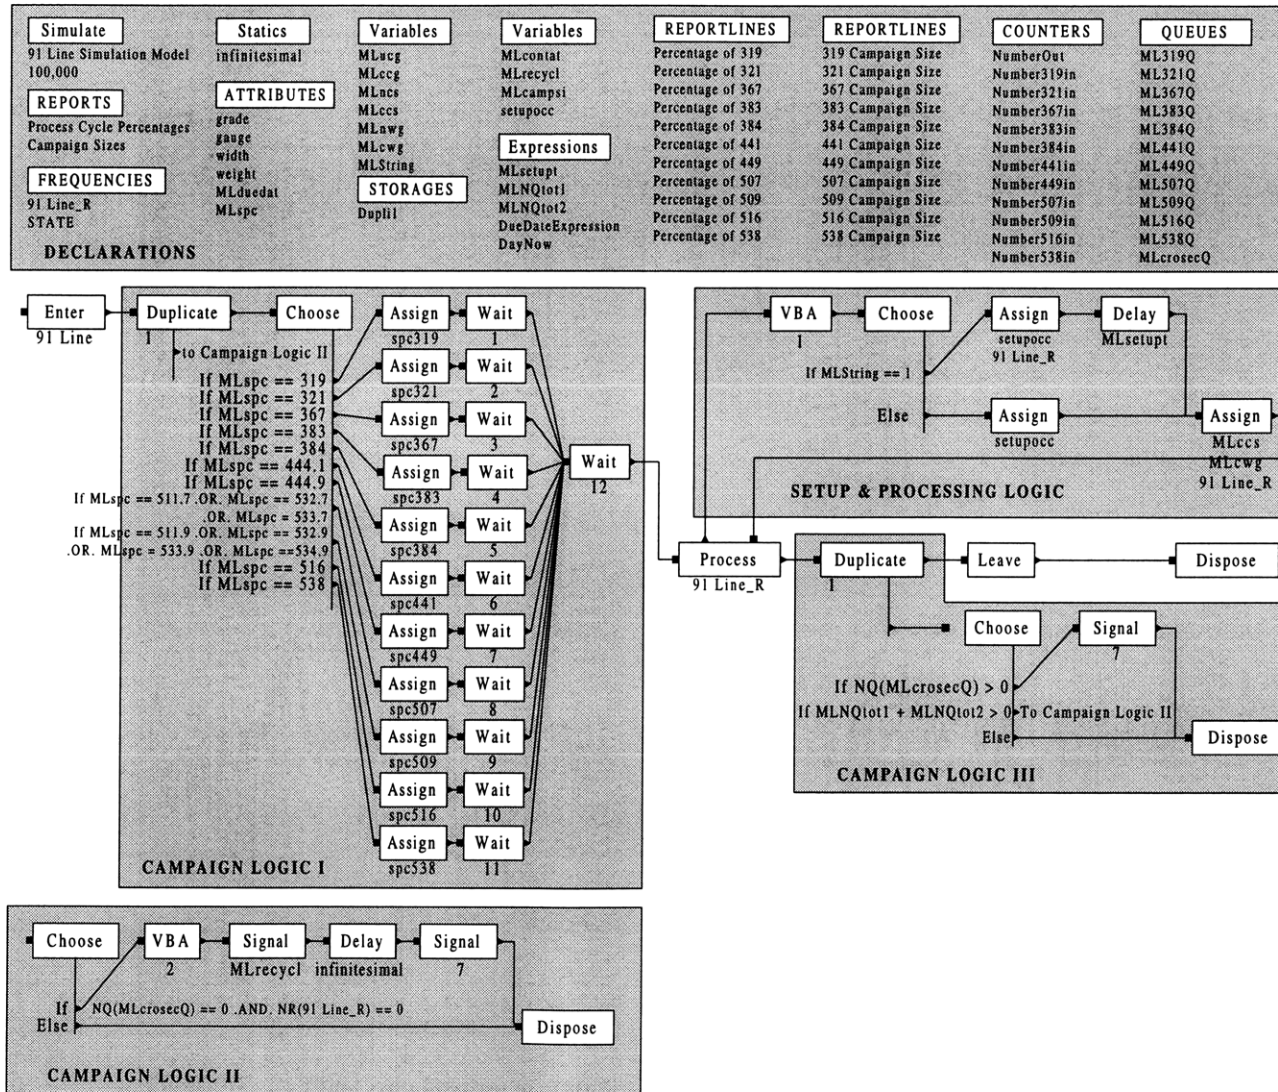 Simulate
91 Line Simulation Model
100,000
REPORTS
Process Cycle Percentages
Campaign Sizes
FREQUENCIES
91 Line_R
STATE
Statics
infinitesimal
ATTRIBUTES
grade
gauge
width
weight
MLduedat
MLspc
Variables
MLucg
MLccg
MLncs
MLccs
MLnwg
MLcwg
MLString
STORAGES
Dupli1
Variables
MLcontat
MLrecycl
MLcampsi
setupocc
Expressions
MLsetupt
MLNQtot1
MLNQtot2
DueDateExpression
DayNow
REPORTLINES
Percentage of 319
Percentage of 321
Percentage of 367
Percentage of 383
Percentage of 384
Percentage of 441
Percentage of 449
Percentage of 507
Percentage of 509
Percentage of 516
Percentage of 538
REPORTLINES
319 Campaign Size
321 Campaign Size
367 Campaign Size
383 Campaign Size
384 Campaign Size
441 Campaign Size
449 Campaign Size
507 Campaign Size
509 Campaign Size
516 Campaign Size
538 Campaign Size
COUNTERS
NumberOut
Number319in
Number321in
Number367in
Number383in
Number384in
Number441in
Number449in
Number507in
Number509in
Number516in
Number538in
QUEUES
ML319Q
ML321Q
ML367Q
ML383Q
ML384Q
ML441Q
ML449Q
ML507Q
ML509Q
ML516Q
ML538Q
MLcrosecQ
DECLARATIONS
Enter
91 Line
Duplicate
1
to Campaign Logic II
Choose
If MLspc == 319
If MLspc == 321
If MLspc == 367
If MLspc == 383
If MLspc == 384
If MLspc == 444.1
If MLspc == 444.9
If MLspc == 511.7 .OR. MLspc == 532.7
.OR. MLspc = 533.7
If MLspc == 511.9 .OR. MLspc == 532.9
.OR. MLspc = 533.9 .OR. MLspc ==534.9
If MLspc == 516
If MLspc == 538
Assign
spc319
Wait
1
Assign
spc321
Wait
2
Assign
spc367
Wait
3
Assign
spc383
Wait
4
Assign
spc384
Wait
5
Assign
spc441
Wait
6
Assign
spc449
Wait
7
Assign
spc507
Wait
8
Assign
spc509
Wait
9
Assign
spc516
Wait
10
Assign
spc538
Wait
11
Wait
12
CAMPAIGN LOGIC I
VBA
1
Choose
If MLString == 1
Else
Assign
setupocc
91 Line_R
Delay
MLsetupt
Assign
setupocc
Assign
MLccs
MLcwg
91 Line_R
SETUP & PROCESSING LOGIC
Process
91 Line_R
Duplicate
1
Leave
Dispose
Choose
Signal
7
If NQ(MLcrosecQ) > 0
If MLNQtot1 + MLNQtot2 > 0
To Campaign Logic II
Else
Dispose
CAMPAIGN LOGIC III
Choose
VBA
2
Signal
MLrecycl
Delay
infinitesimal
Signal
7
If
NQ(MLcrosecQ) == 0 .AND. NR(91 Line_R) == 0
Else
Dispose
CAMPAIGN LOGIC II